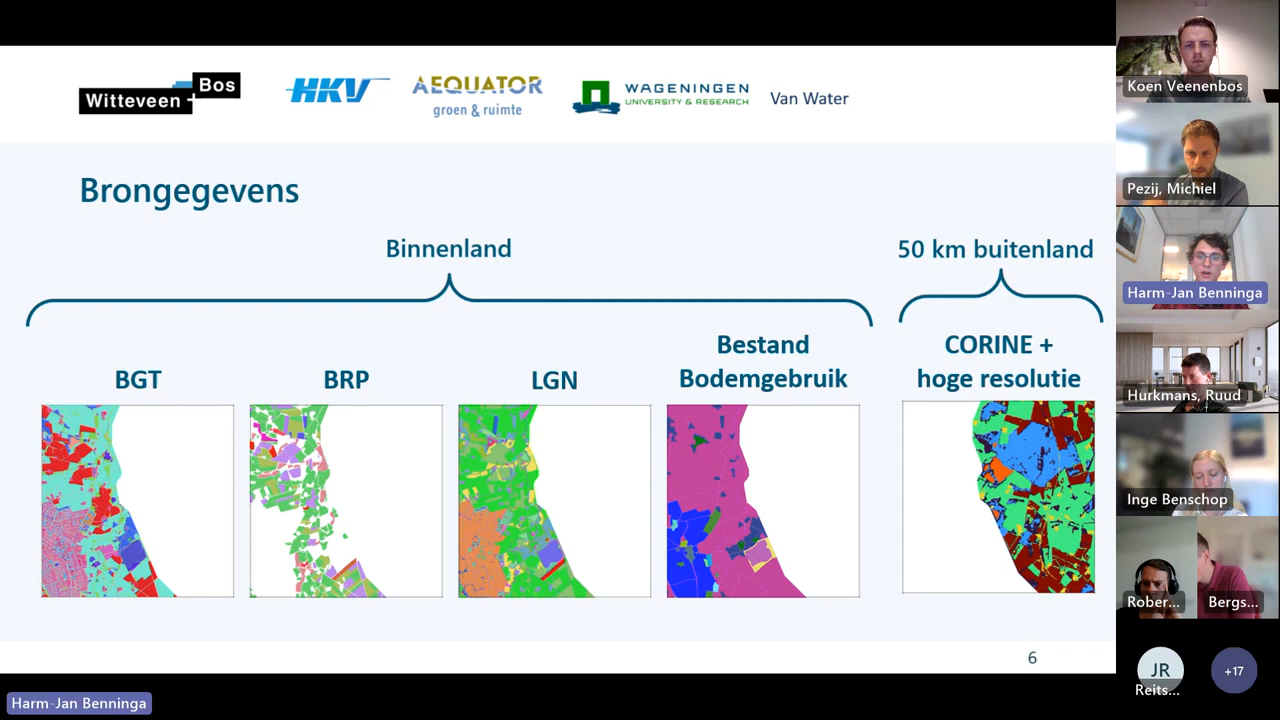 Witteveen + Bos
HKV
AEQUATOR
groen & ruimte
WAGENINGEN
UNIVERSITY & RESEARCH
Van Water
Brongegevens
Binnenland
50 km buitenland
BGT
BRP
LGN
Bestand
Bodemgebruik
CORINE +
hoge resolutie
6
Harm-Jan Benninga
Koen Veenenbos
Pezij, Michiel
Harm-Jan Benninga
Hurkmans, Ruud
Inge Benschop
Rober...
Bergs...
JR
Reits...
+17